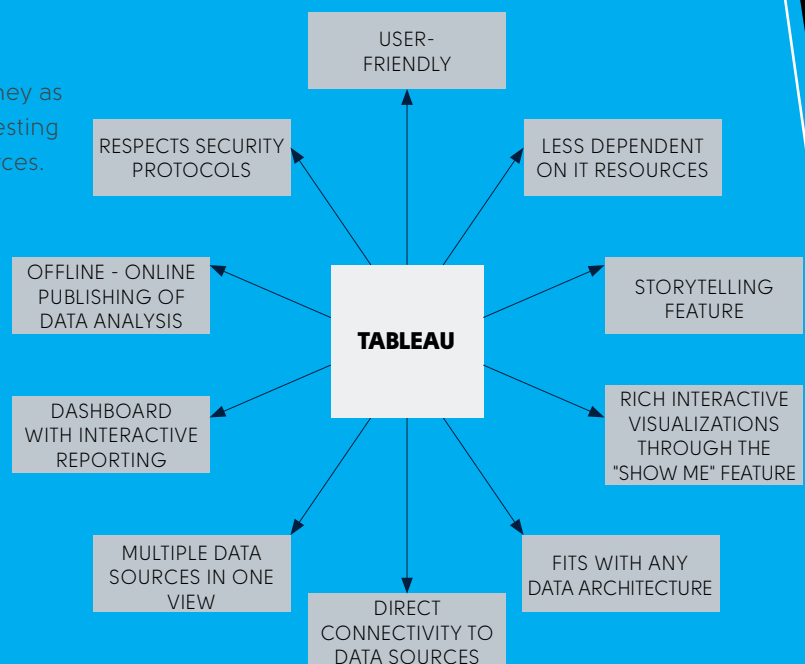 USER-
FRIENDLY
ney as
esting
rces.
RESPECTS SECURITY
PROTOCOLS
LESS DEPENDENT
ON IT RESOURCES
OFFLINE - ONLINE
PUBLISHING OF
DATA ANALYSIS
STORYTELLING
FEATURE
TABLEAU
DASHBOARD
WITH INTERACTIVE
REPORTING
RICH INTERACTIVE
VISUALIZATIONS
THROUGH THE
"SHOW ME" FEATURE
MULTIPLE DATA
SOURCES IN ONE
VIEW
FITS WITH ANY
DATA ARCHITECTURE
DIRECT
CONNECTIVITY TO
DATA SOURCES